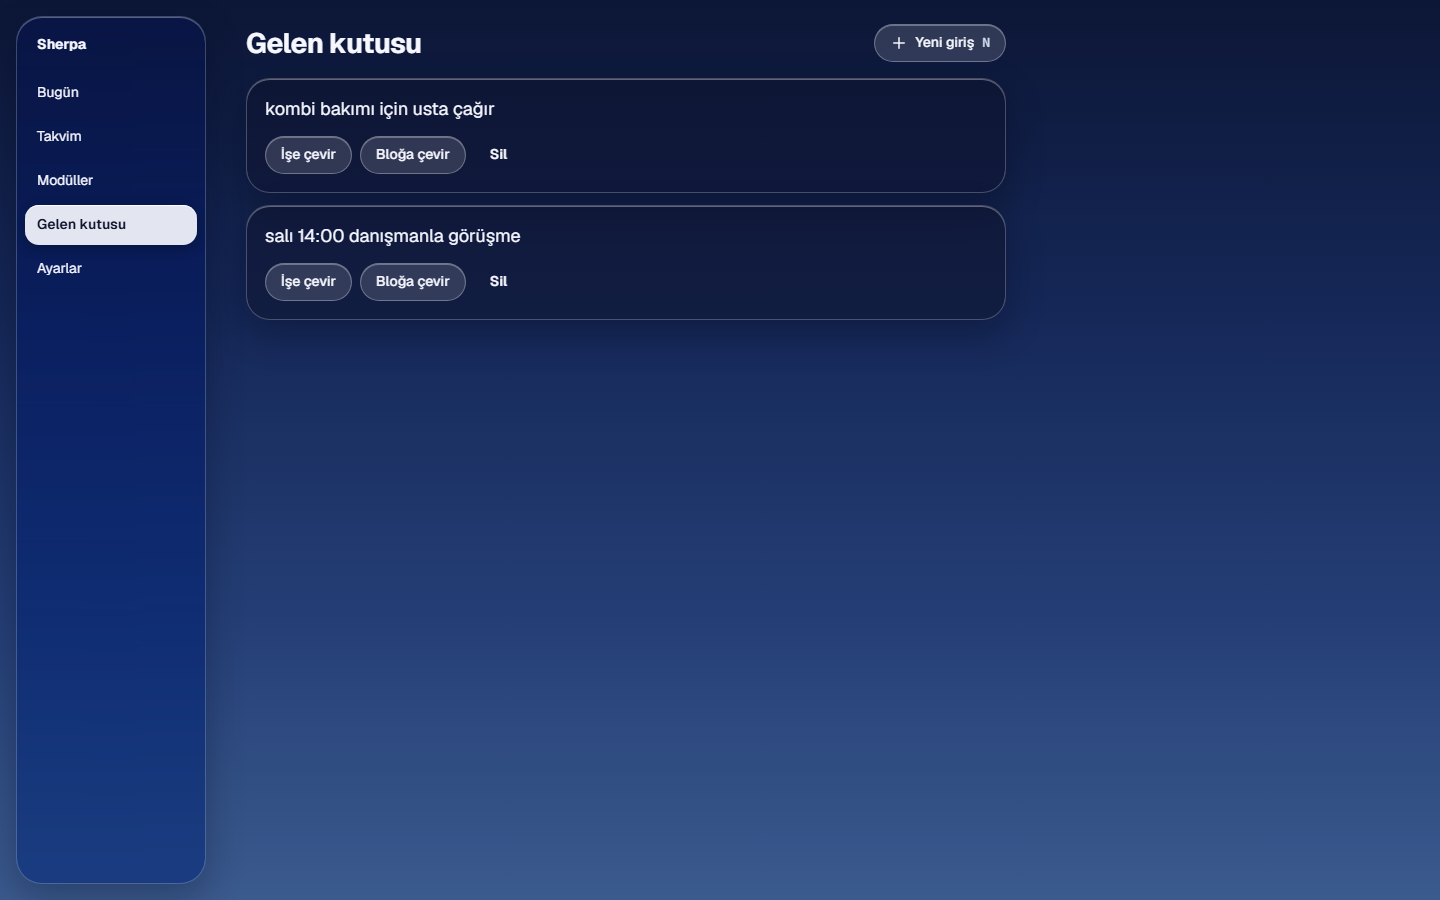 Sherpa
Bugün
Takvim
Modüller
Gelen kutusu
Ayarlar
Gelen kutusu
+ Yeni giriş N
kombi bakımı için usta çağır
İşe çevir Bloğa çevir Sil
salı 14:00 danışmanla görüşme
İşe çevir Bloğa çevir Sil